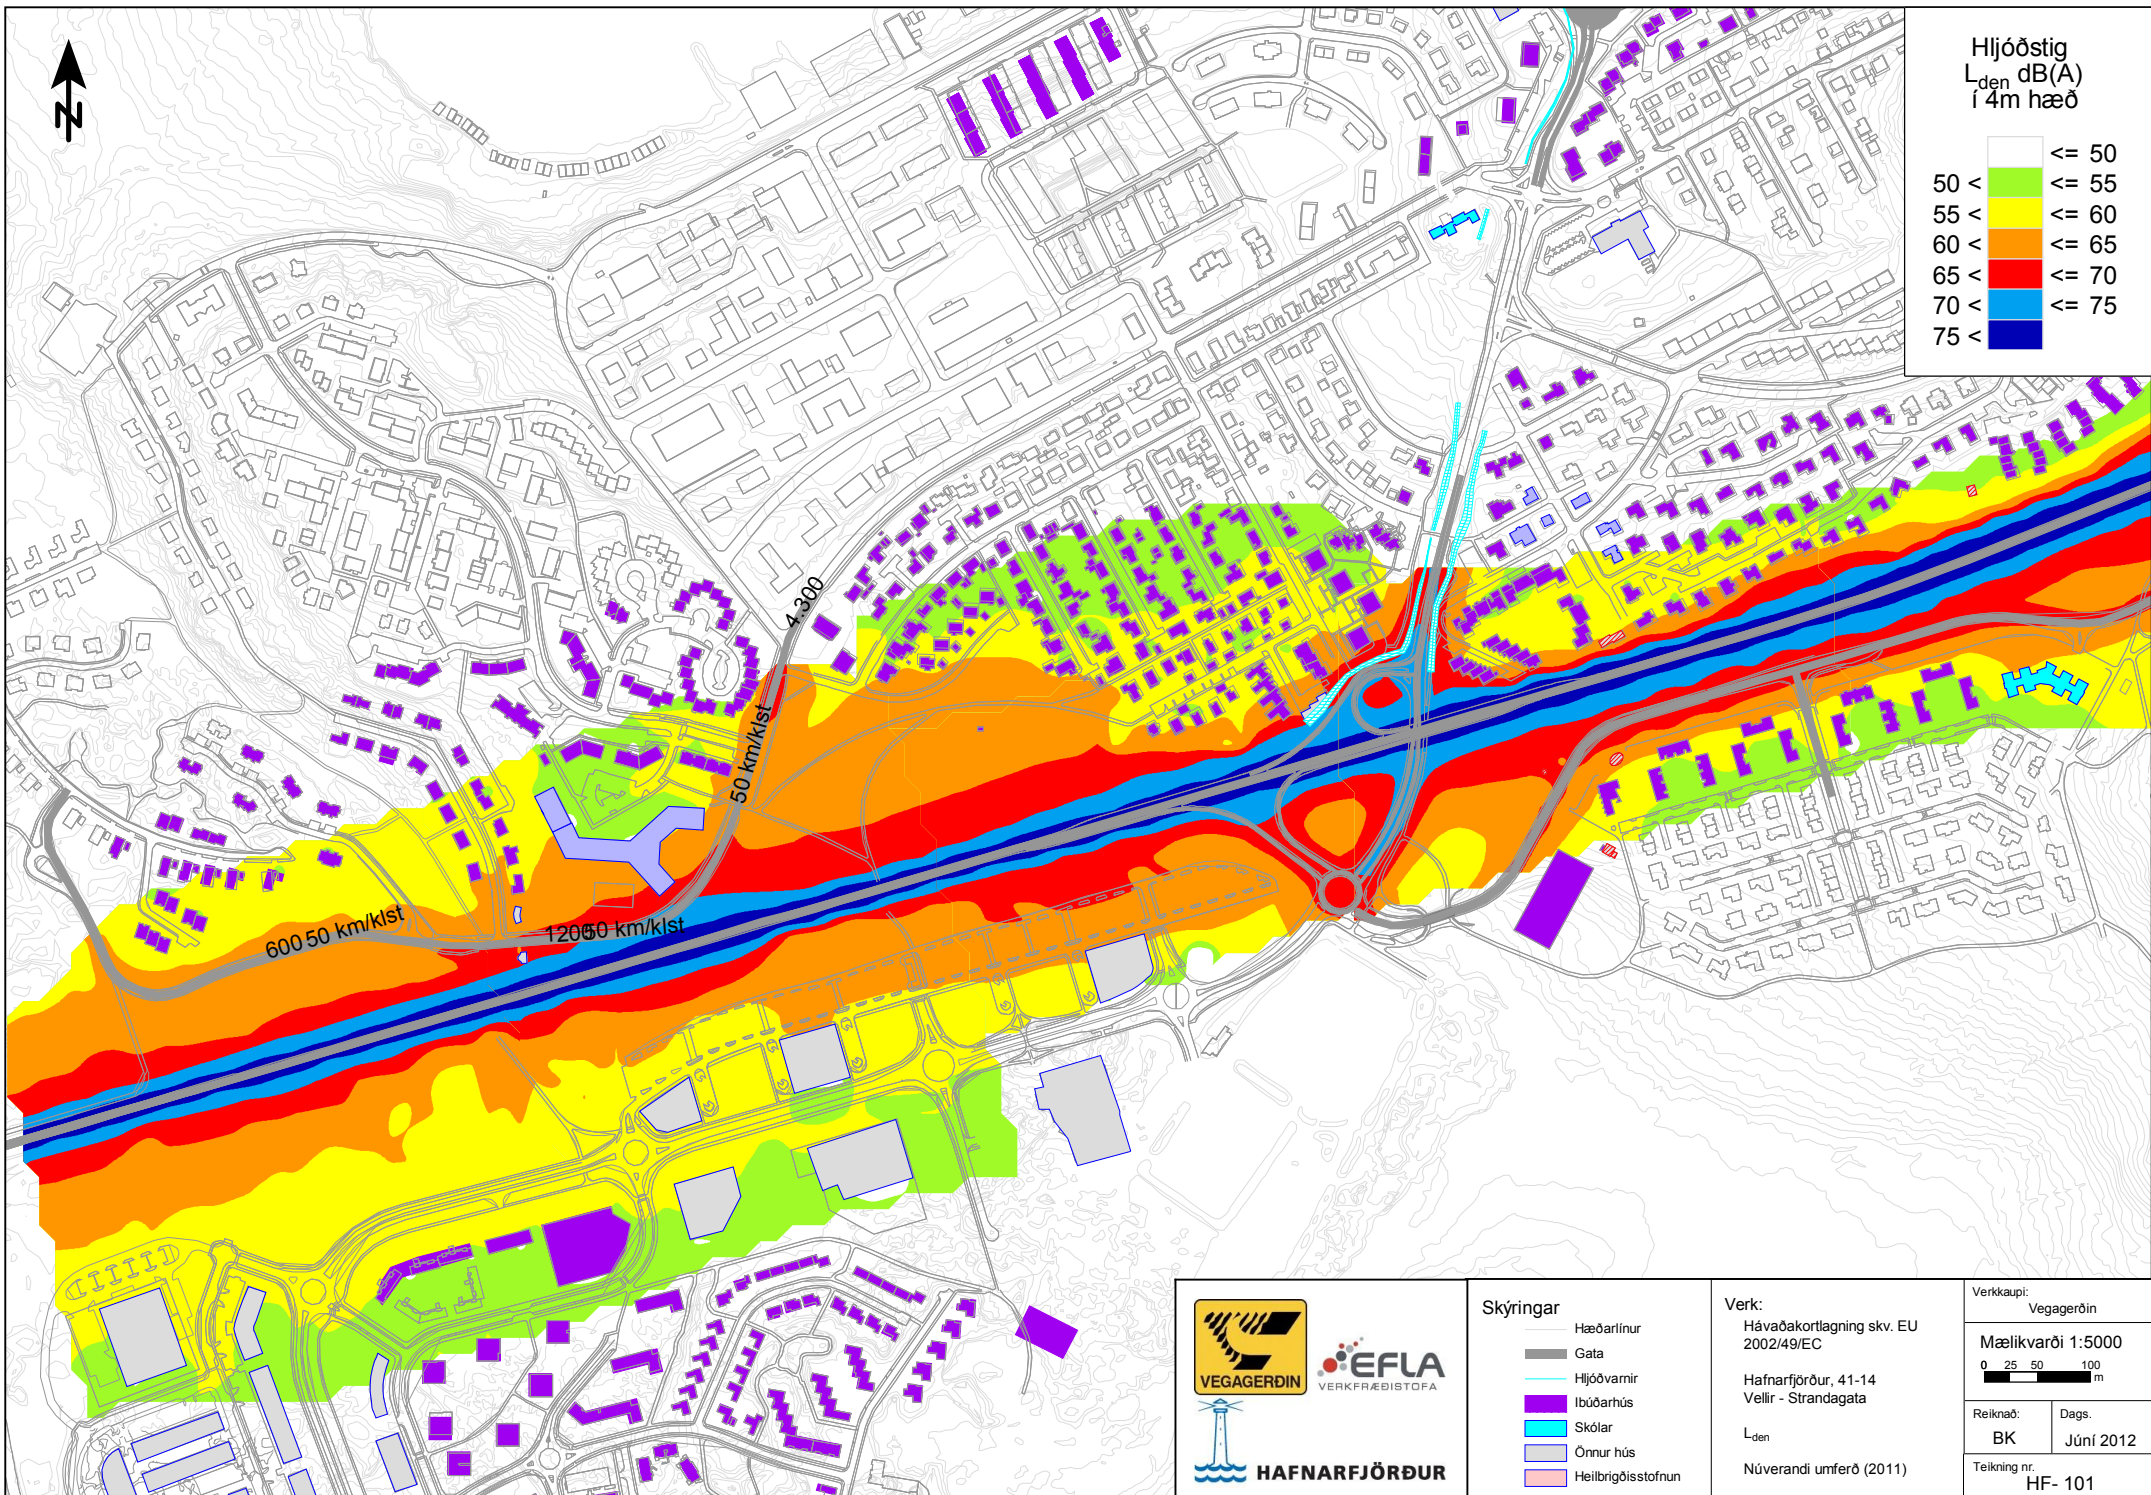 Hljóðstig
Lden dB(A)
í 4m hæð
<= 50
50 < <= 55
55 < <= 60
60 < <= 65
65 < <= 70
70 < <= 75
75 <
N
4.300
50 km/klst
600 50 km/klst
1200 50 km/klst
VEGAGERÐIN
EFLA
VERKFRÆÐISTOFA
HAFNARFJÖRÐUR
Skýringar
Hæðarlínur
Gata
Hljóðvarnir
Íbúðarhús
Skólar
Önnur hús
Heilbrigðisstofnun
Verk:
Hávaðakortlagning skv. EU
2002/49/EC
Hafnarfjörður, 41-14
Vellir - Strandagata
Lden
Núverandi umferð (2011)
Verkkaupi:
Vegagerðin
Mælikvarði 1:5000
0 25 50 100
m
Reiknað:
BK
Dags.
Júní 2012
Teikning nr.
HF- 101